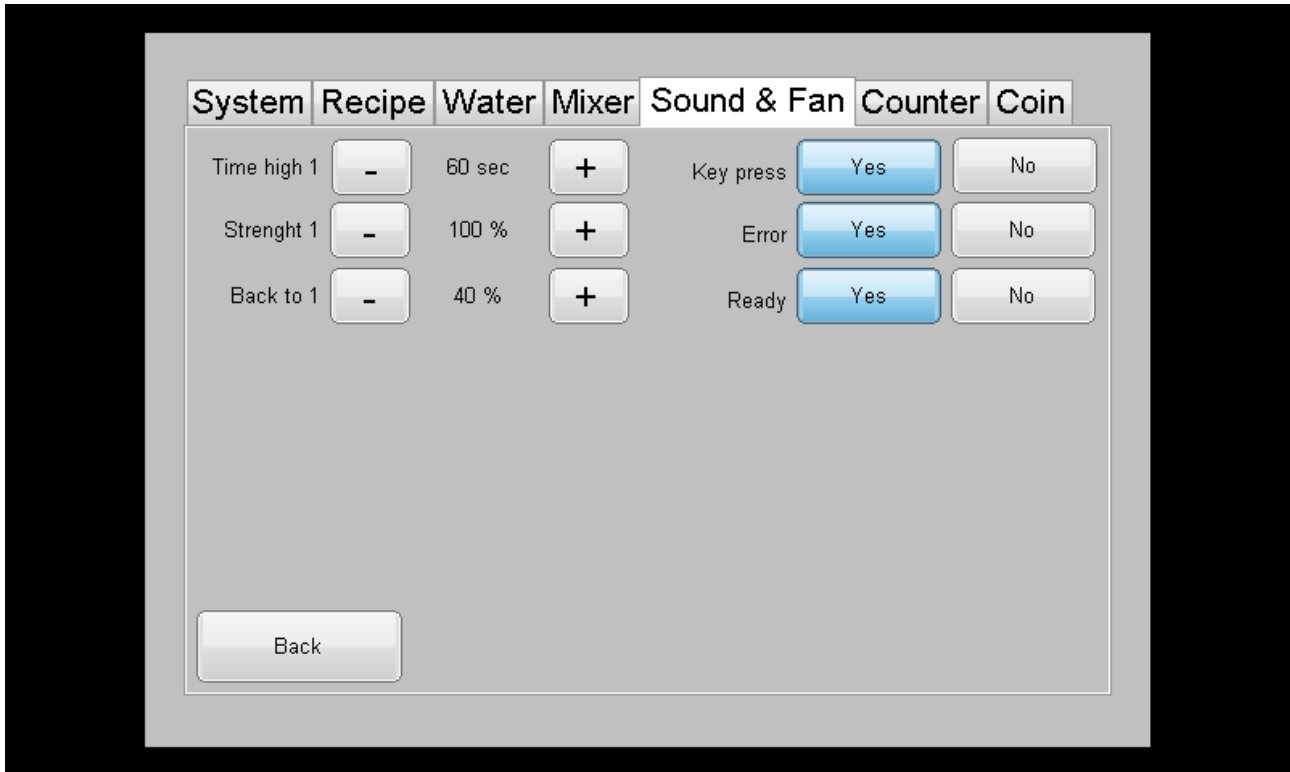 System Recipe Water Mixer Sound & Fan Counter Coin
Time high 1 - 60 sec + Key press Yes No
Strenght 1 - 100 % + Error Yes No
Back to 1 - 40 % + Ready Yes No
Back